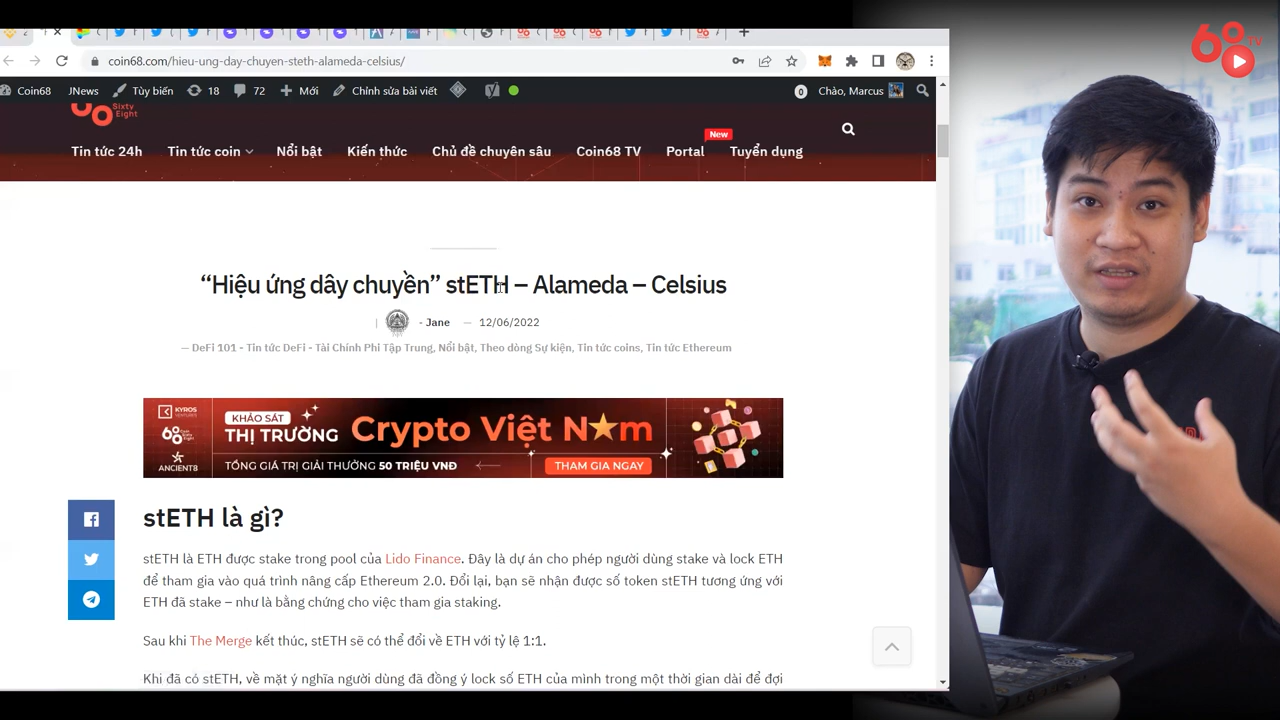 coin68.com/hieu-ung-day-chuyen-steth-alameda-celsius/
Coin68 JNews Tùy biến 18 72 Mới Chỉnh sửa bài viết 0 Chào, Marcus
Sixty
Eight
New
Tin tức 24h Tin tức coin Nổi bật Kiến thức Chủ đề chuyên sâu Coin68 TV Portal Tuyển dụng
“Hiệu ứng dây chuyền” stETH – Alameda – Celsius
- Jane — 12/06/2022
— DeFi 101 - Tin tức DeFi - Tài Chính Phi Tập Trung, Nổi bật, Theo dòng Sự kiện, Tin tức coins, Tin tức Ethereum
KYROS
VENTURES
ANCIENT8
KHẢO SÁT
THỊ TRƯỜNG
Crypto Việt Nam
TỔNG GIÁ TRỊ GIẢI THƯỞNG 50 TRIỆU VNĐ
THAM GIA NGAY
stETH là gì?
stETH là ETH được stake trong pool của Lido Finance. Đây là dự án cho phép người dùng stake và lock ETH
để tham gia vào quá trình nâng cấp Ethereum 2.0. Đổi lại, bạn sẽ nhận được số token stETH tương ứng với
ETH đã stake – như là bằng chứng cho việc tham gia staking.
Sau khi The Merge kết thúc, stETH sẽ có thể đổi về ETH với tỷ lệ 1:1.
Khi đã có stETH, về mặt ý nghĩa người dùng đã đồng ý lock số ETH của mình trong một thời gian dài để đợi
68 TV